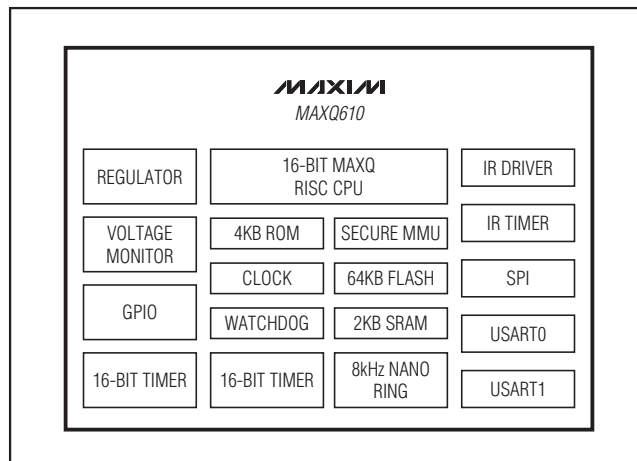 MAXIM
MAXQ610
REGULATOR
16-BIT MAXQ
RISC CPU
IR DRIVER
VOLTAGE
MONITOR
4KB ROM
SECURE MMU
IR TIMER
CLOCK
64KB FLASH
SPI
GPIO
WATCHDOG
2KB SRAM
USART0
16-BIT TIMER
16-BIT TIMER
8kHz NANO
RING
USART1